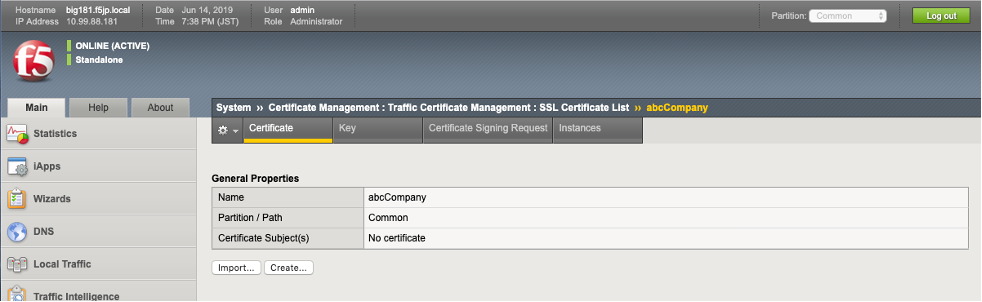 Hostname big181.f5jp.local Date Jun 14, 2019 User admin
IP Address 10.99.88.181 Time 7:38 PM (JST) Role Administrator
Partition: Common Log out
f5
ONLINE (ACTIVE)
Standalone
Main Help About
System ›› Certificate Management : Traffic Certificate Management : SSL Certificate List ›› abcCompany
Certificate Key Certificate Signing Request Instances
Statistics
iApps
Wizards
DNS
Local Traffic
Traffic Intelligence
General Properties
Name abcCompany
Partition / Path Common
Certificate Subject(s) No certificate
Import... Create...